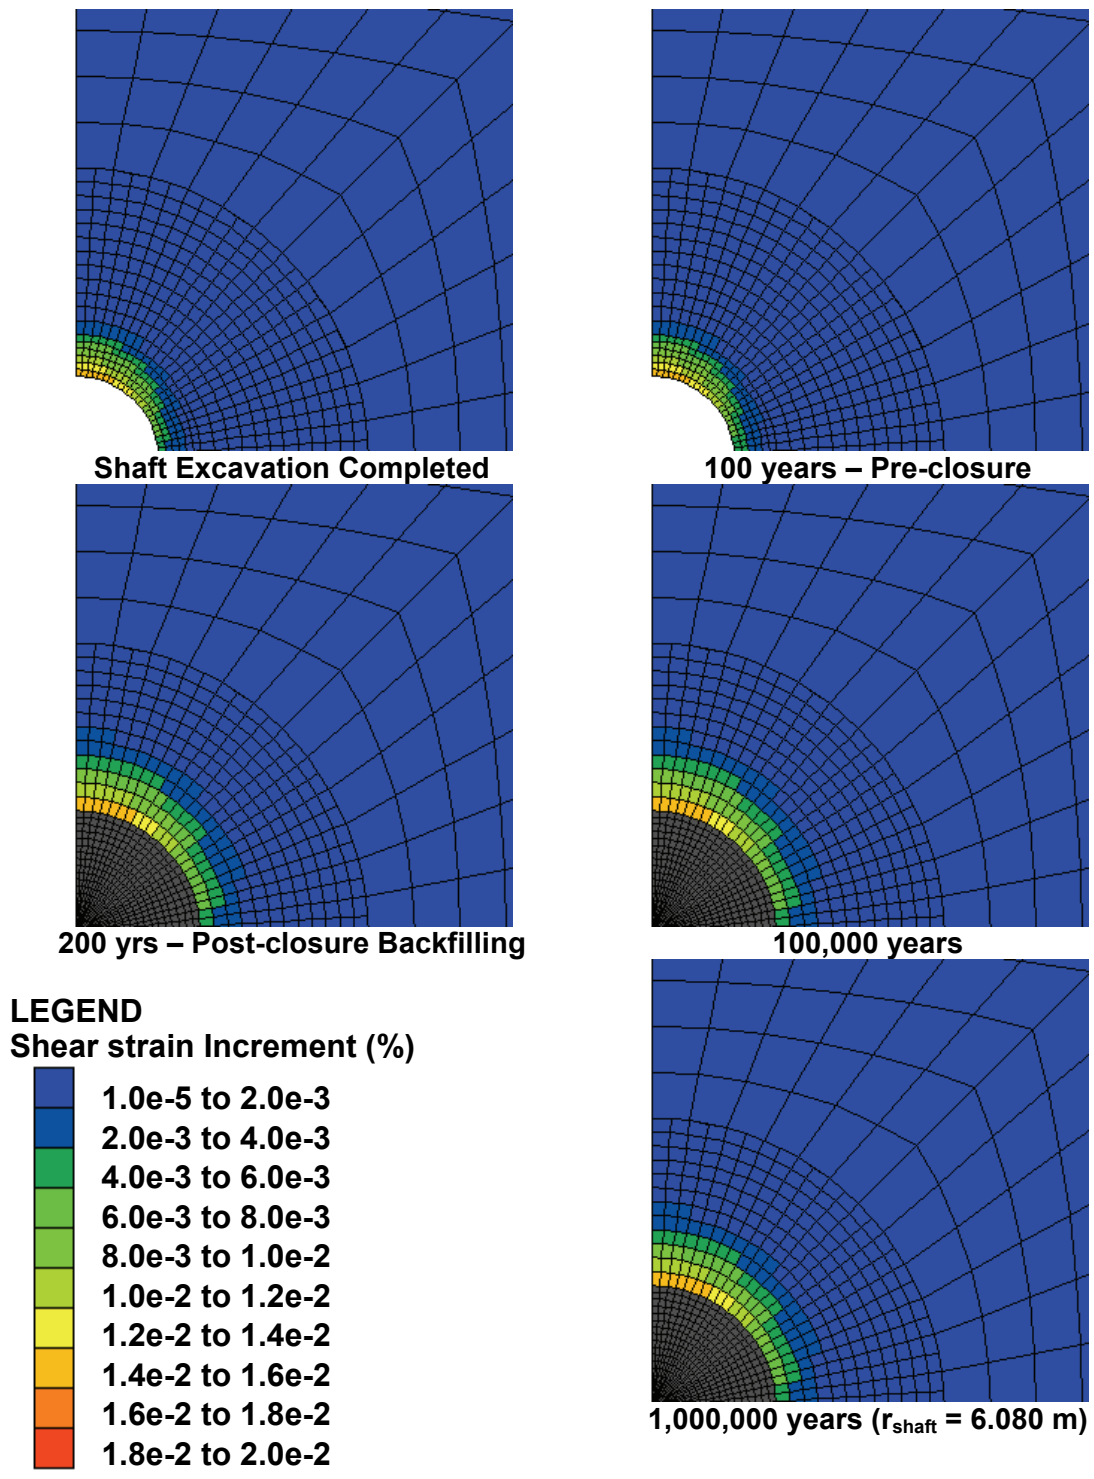 Shaft Excavation Completed
100 years – Pre-closure
200 yrs – Post-closure Backfilling
100,000 years
LEGEND
Shear strain Increment (%)
1.0e-5 to 2.0e-3
2.0e-3 to 4.0e-3
4.0e-3 to 6.0e-3
6.0e-3 to 8.0e-3
8.0e-3 to 1.0e-2
1.0e-2 to 1.2e-2
1.2e-2 to 1.4e-2
1.4e-2 to 1.6e-2
1.6e-2 to 1.8e-2
1.8e-2 to 2.0e-2
1,000,000 years (rshaft = 6.080 m)